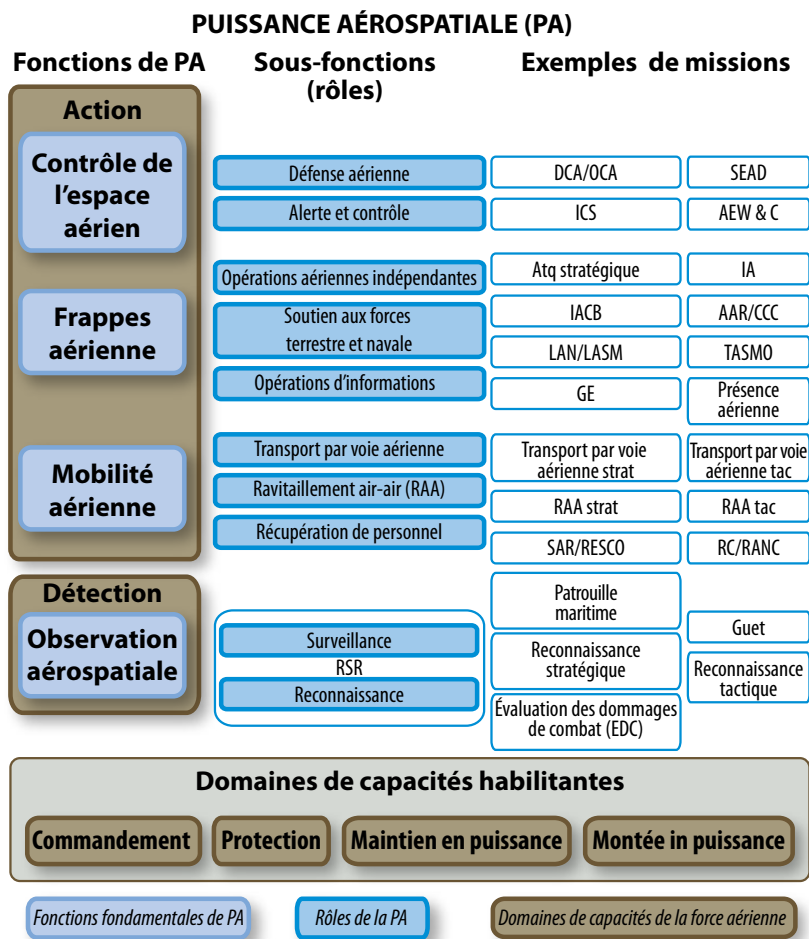 PUISSANCE AÉROSPATIALE (PA)
Fonctions de PA
Sous-fonctions
(rôles)
Exemples de missions
Action
Contrôle de
l'espace
aérien
Défense aérienne
DCA/OCA
SEAD
Alerte et contrôle
ICS
AEW & C
Frappes
aérienne
Opérations aériennes indépendantes
Atq stratégique
IA
Soutien aux forces
terrestre et navale
IACB
AAR/CCC
LAN/LASM
TASMO
Opérations d'informations
GE
Présence
aérienne
Mobilité
aérienne
Transport par voie aérienne
Transport par voie
aérienne strat
Transport par voie
aérienne tac
Ravitaillement air-air (RAA)
RAA strat
RAA tac
Récupération de personnel
SAR/RESCO
RC/RANC
Détection
Observation
aérospatiale
Surveillance
RSR
Reconnaissance
Patrouille
maritime
Guet
Reconnaissance
stratégique
Reconnaissance
tactique
Évaluation des dommages
de combat (EDC)
Domaines de capacités habilitantes
Commandement
Protection
Maintien en puissance
Montée in puissance
Fonctions fondamentales de PA
Rôles de la PA
Domaines de capacités de la force aérienne